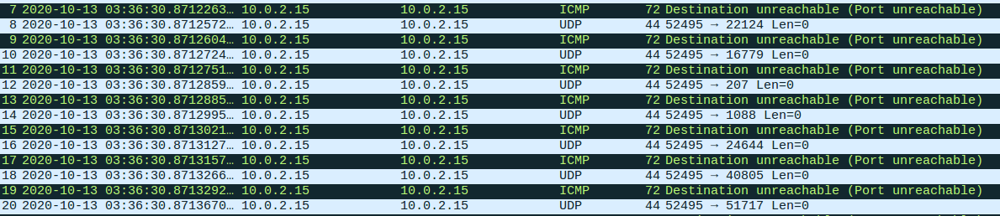 7 2020-10-13 03:36:30.8712263… 10.0.2.15 10.0.2.15 ICMP 72 Destination unreachable (Port unreachable)
8 2020-10-13 03:36:30.8712572… 10.0.2.15 10.0.2.15 UDP 44 52495 → 22124 Len=0
9 2020-10-13 03:36:30.8712604… 10.0.2.15 10.0.2.15 ICMP 72 Destination unreachable (Port unreachable)
10 2020-10-13 03:36:30.8712724… 10.0.2.15 10.0.2.15 UDP 44 52495 → 16779 Len=0
11 2020-10-13 03:36:30.8712751… 10.0.2.15 10.0.2.15 ICMP 72 Destination unreachable (Port unreachable)
12 2020-10-13 03:36:30.8712859… 10.0.2.15 10.0.2.15 UDP 44 52495 → 207 Len=0
13 2020-10-13 03:36:30.8712885… 10.0.2.15 10.0.2.15 ICMP 72 Destination unreachable (Port unreachable)
14 2020-10-13 03:36:30.8712995… 10.0.2.15 10.0.2.15 UDP 44 52495 → 1088 Len=0
15 2020-10-13 03:36:30.8713021… 10.0.2.15 10.0.2.15 ICMP 72 Destination unreachable (Port unreachable)
16 2020-10-13 03:36:30.8713127… 10.0.2.15 10.0.2.15 UDP 44 52495 → 24644 Len=0
17 2020-10-13 03:36:30.8713157… 10.0.2.15 10.0.2.15 ICMP 72 Destination unreachable (Port unreachable)
18 2020-10-13 03:36:30.8713266… 10.0.2.15 10.0.2.15 UDP 44 52495 → 40805 Len=0
19 2020-10-13 03:36:30.8713292… 10.0.2.15 10.0.2.15 ICMP 72 Destination unreachable (Port unreachable)
20 2020-10-13 03:36:30.8713670… 10.0.2.15 10.0.2.15 UDP 44 52495 → 51717 Len=0